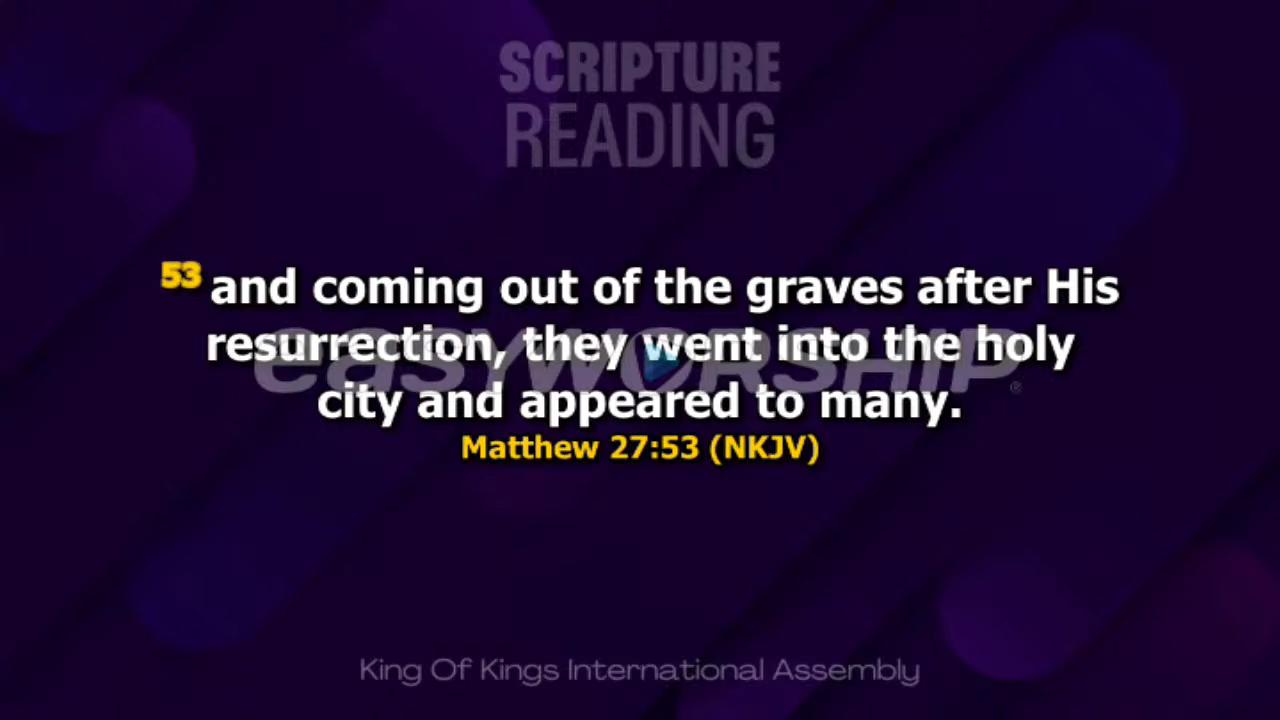 SCRIPTURE
READING
53 and coming out of the graves after His
resurrection, they went into the holy
easyworship®
city and appeared to many.
Matthew 27:53 (NKJV)
King Of Kings International Assembly